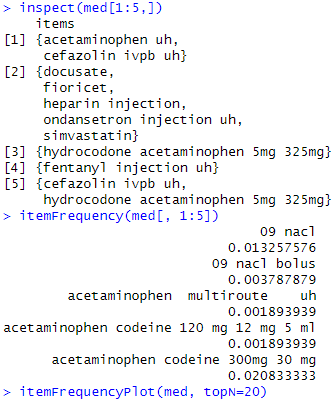 > inspect(med[1:5,])
items
[1] {acetaminophen uh,
cefazolin ivpb uh}
[2] {docusate,
fioricet,
heparin injection,
ondansetron injection uh,
simvastatin}
[3] {hydrocodone acetaminophen 5mg 325mg}
[4] {fentanyl injection uh}
[5] {cefazolin ivpb uh,
hydrocodone acetaminophen 5mg 325mg}
> itemFrequency(med[, 1:5])
09 nacl
0.013257576
09 nacl bolus
0.003787879
acetaminophen  multiroute   uh
0.001893939
acetaminophen codeine 120 mg 12 mg 5 ml
0.001893939
acetaminophen codeine 300mg 30 mg
0.020833333
> itemFrequencyPlot(med, topN=20)